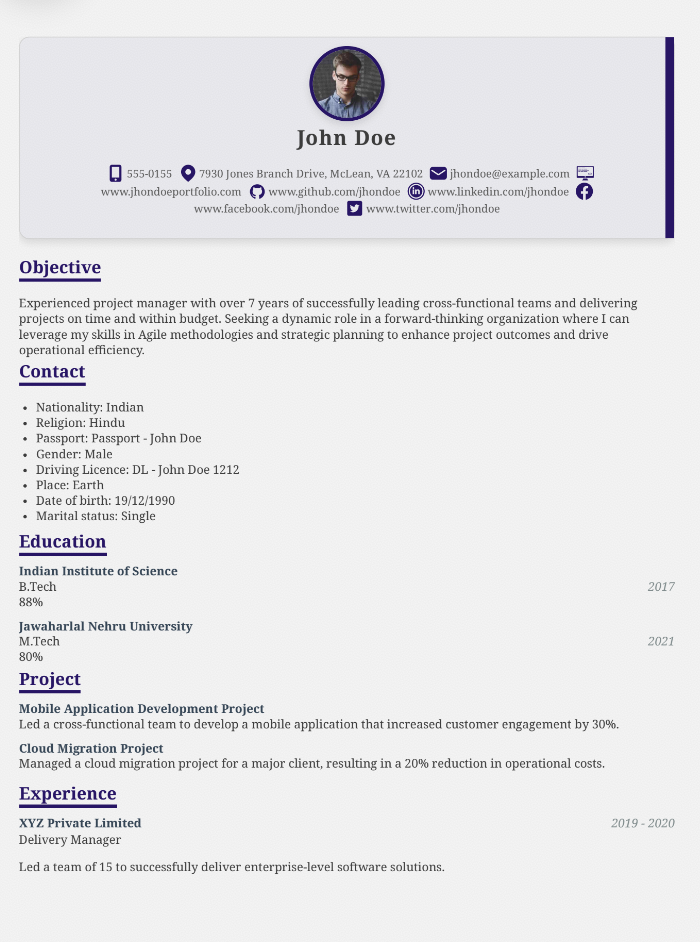 John Doe
555-0155 7930 Jones Branch Drive, McLean, VA 22102 jhondoe@example.com
www.jhondoeportfolio.com www.github.com/jhondoe www.linkedin.com/jhondoe
www.facebook.com/jhondoe www.twitter.com/jhondoe
Objective
Experienced project manager with over 7 years of successfully leading cross-functional teams and delivering
projects on time and within budget. Seeking a dynamic role in a forward-thinking organization where I can
leverage my skills in Agile methodologies and strategic planning to enhance project outcomes and drive
operational efficiency.
Contact
• Nationality: Indian
• Religion: Hindu
• Passport: Passport - John Doe
• Gender: Male
• Driving Licence: DL - John Doe 1212
• Place: Earth
• Date of birth: 19/12/1990
• Marital status: Single
Education
Indian Institute of Science
B.Tech 2017
88%
Jawaharlal Nehru University
M.Tech 2021
80%
Project
Mobile Application Development Project
Led a cross-functional team to develop a mobile application that increased customer engagement by 30%.
Cloud Migration Project
Managed a cloud migration project for a major client, resulting in a 20% reduction in operational costs.
Experience
XYZ Private Limited 2019 - 2020
Delivery Manager
Led a team of 15 to successfully deliver enterprise-level software solutions.